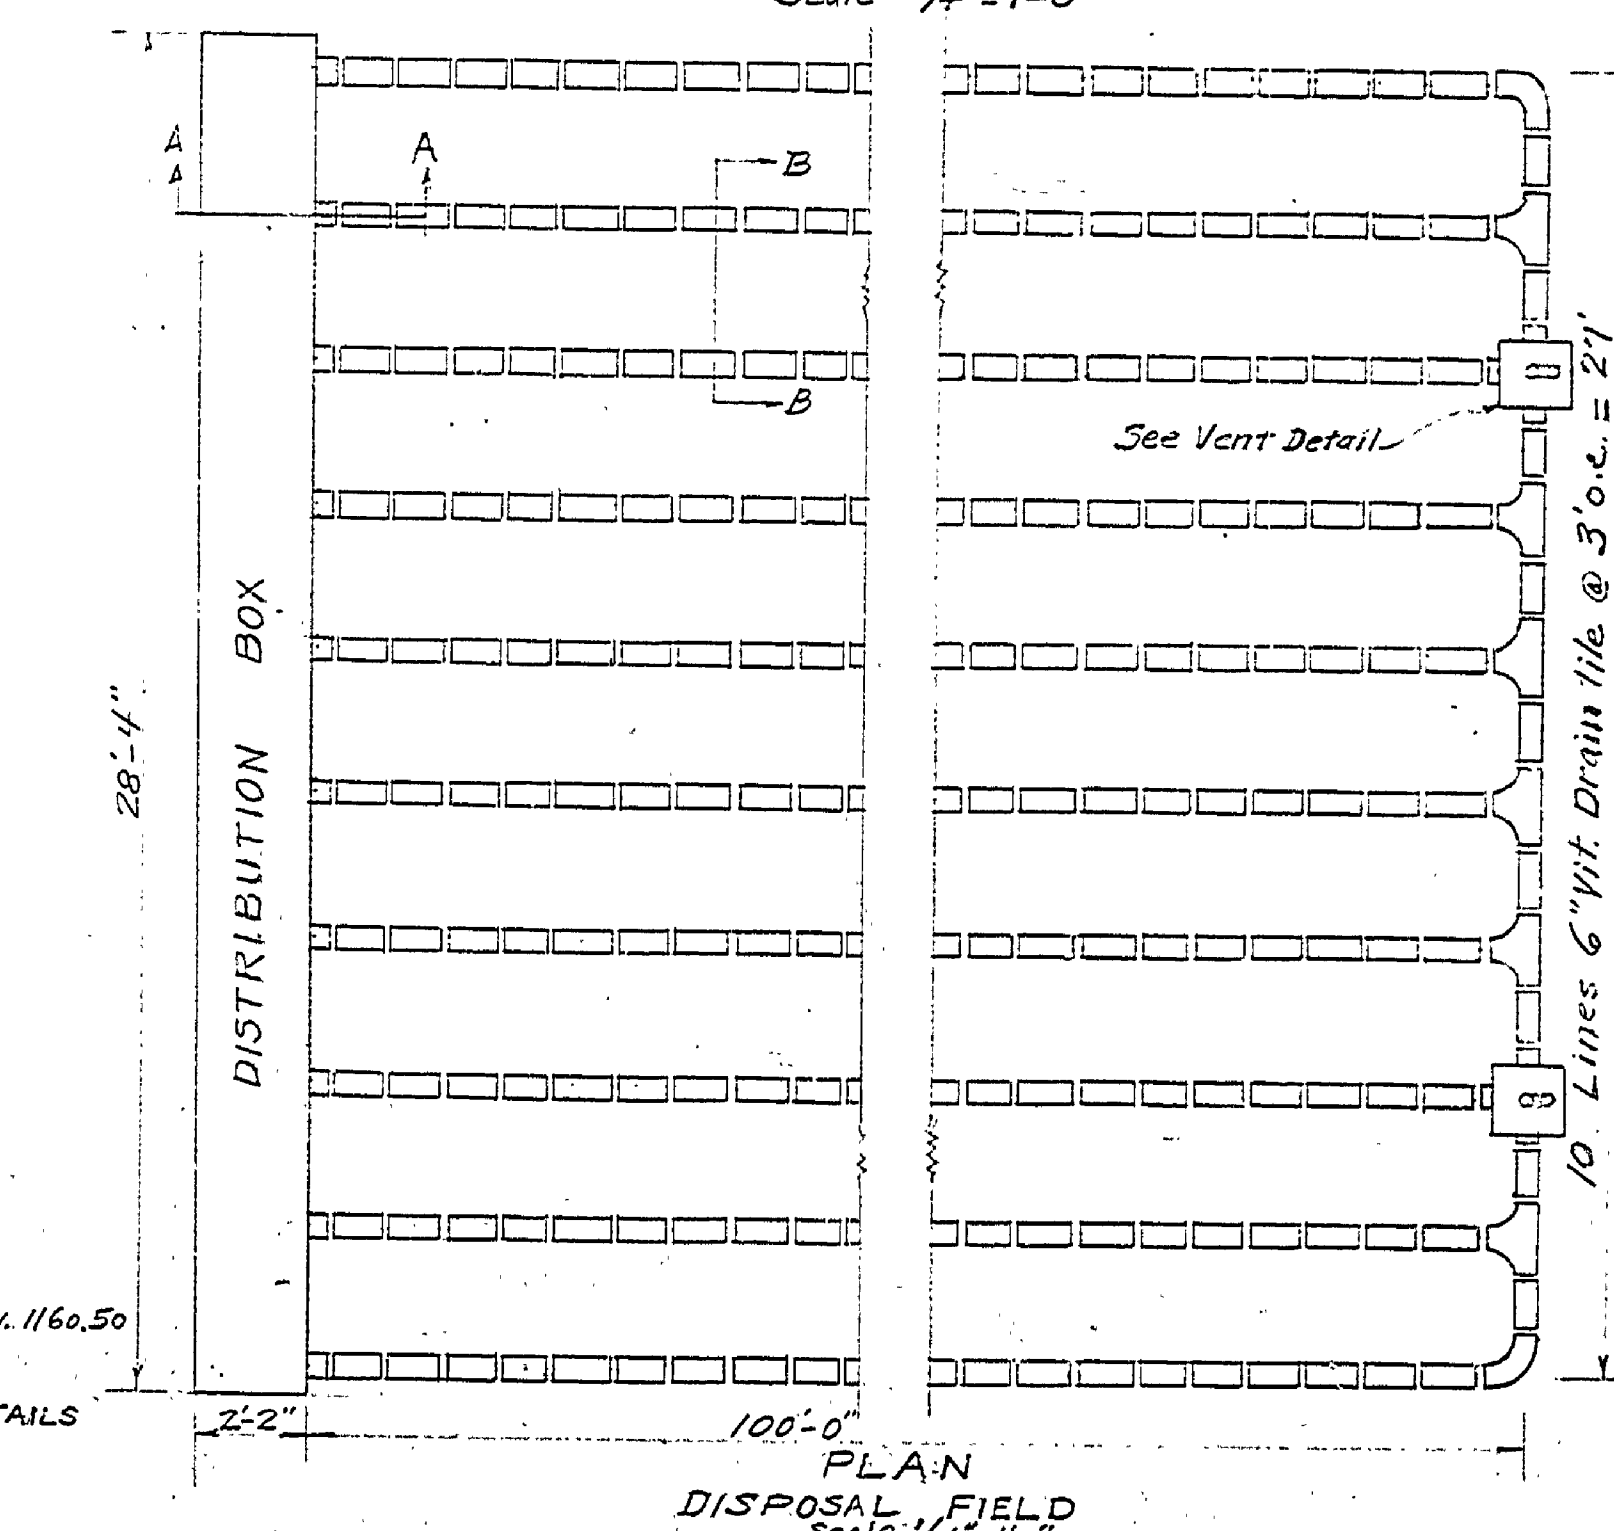 A
A
B
B
See Vent Detail
DISTRIBUTION BOX
28'-4"
10 Lines 6" Vit. Drain tile @ 3' o.c. = 27'
1160.50
2'-2"
100'-0"
PLAN
DISPOSAL FIELD